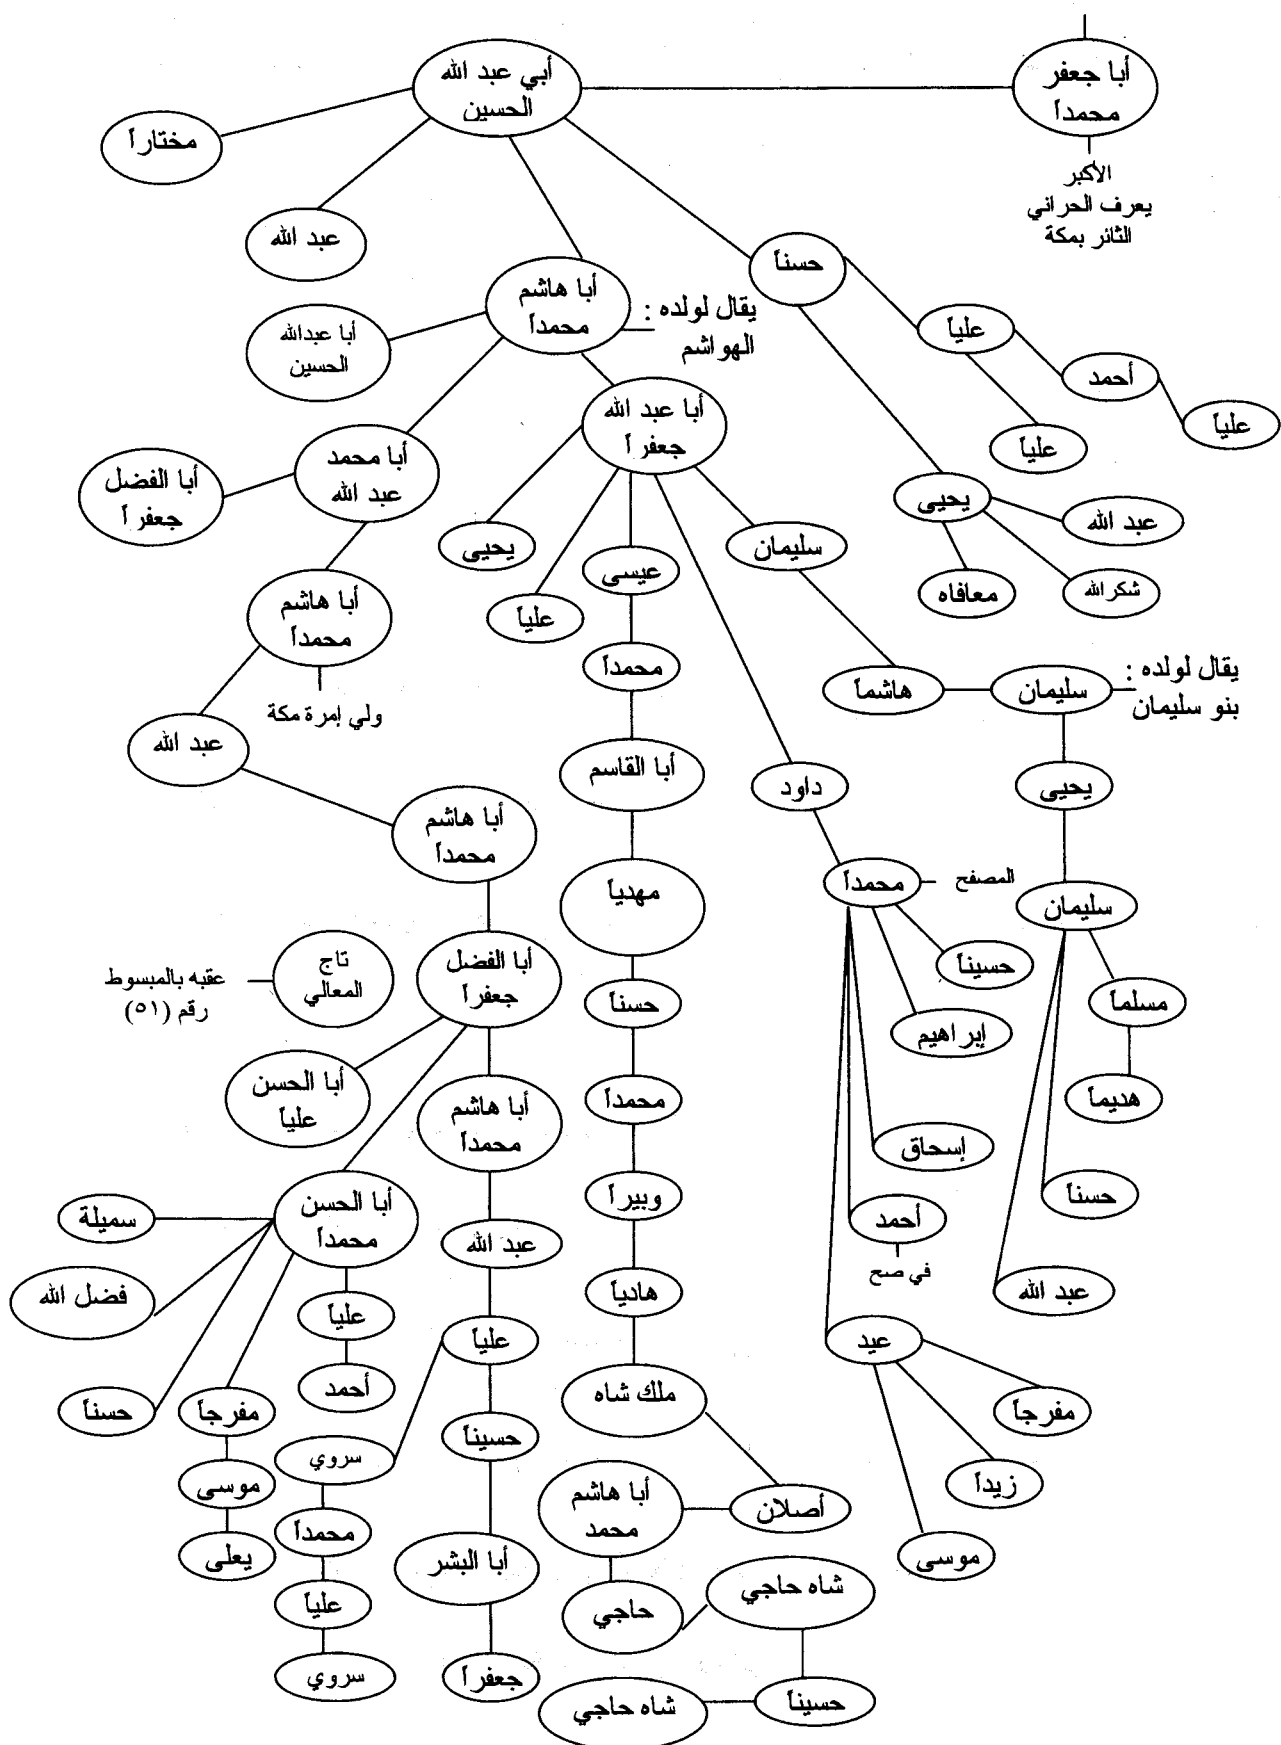 أبا جعفر
محمداً
الأكبر
يعرف الحراني
الثائر بمكة
أبي عبد الله
الحسين
مختاراً
عبد الله
حسناً
أبا هاشم
محمداً
يقال لولده :
الهواشم
أبا عبدالله
الحسين
علياً
أحمد
علياً
علياً
أبا عبد الله
جعفراً
أبا محمد
عبد الله
أبا الفضل
جعفراً
يحيى
عبد الله
شكر الله
معافاه
سليمان
عيسى
يحيى
علياً
أبا هاشم
محمداً
ولي إمرة مكة
محمداً
هاشماً
سليمان
يقال لولده :
بنو سليمان
عبد الله
أبا القاسم
داود
يحيى
أبا هاشم
محمداً
مهدياً
محمداً
المصفح
سليمان
أبا الفضل
جعفراً
تاج
المعالي
عقبه بالمبسوط
رقم (٥١)
حسناً
حسيناً
إبراهيم
مسلماً
هديماً
أبا الحسن
علياً
أبا هاشم
محمداً
محمداً
إسحاق
حسناً
أبا الحسن
محمداً
سميلة
وبيراً
أحمد
في صح
عبد الله
عبد الله
فضل الله
علياً
هادياً
عيد
علياً
أحمد
مفرجاً
حسناً
ملك شاه
مفرجاً
حسيناً
سروي
موسى
زيداً
أصلان
أبا هاشم
محمد
محمداً
يعلى
موسى
أبا البشر
شاه حاجي
حاجي
علياً
سروي
جعفراً
حسيناً
شاه حاجي